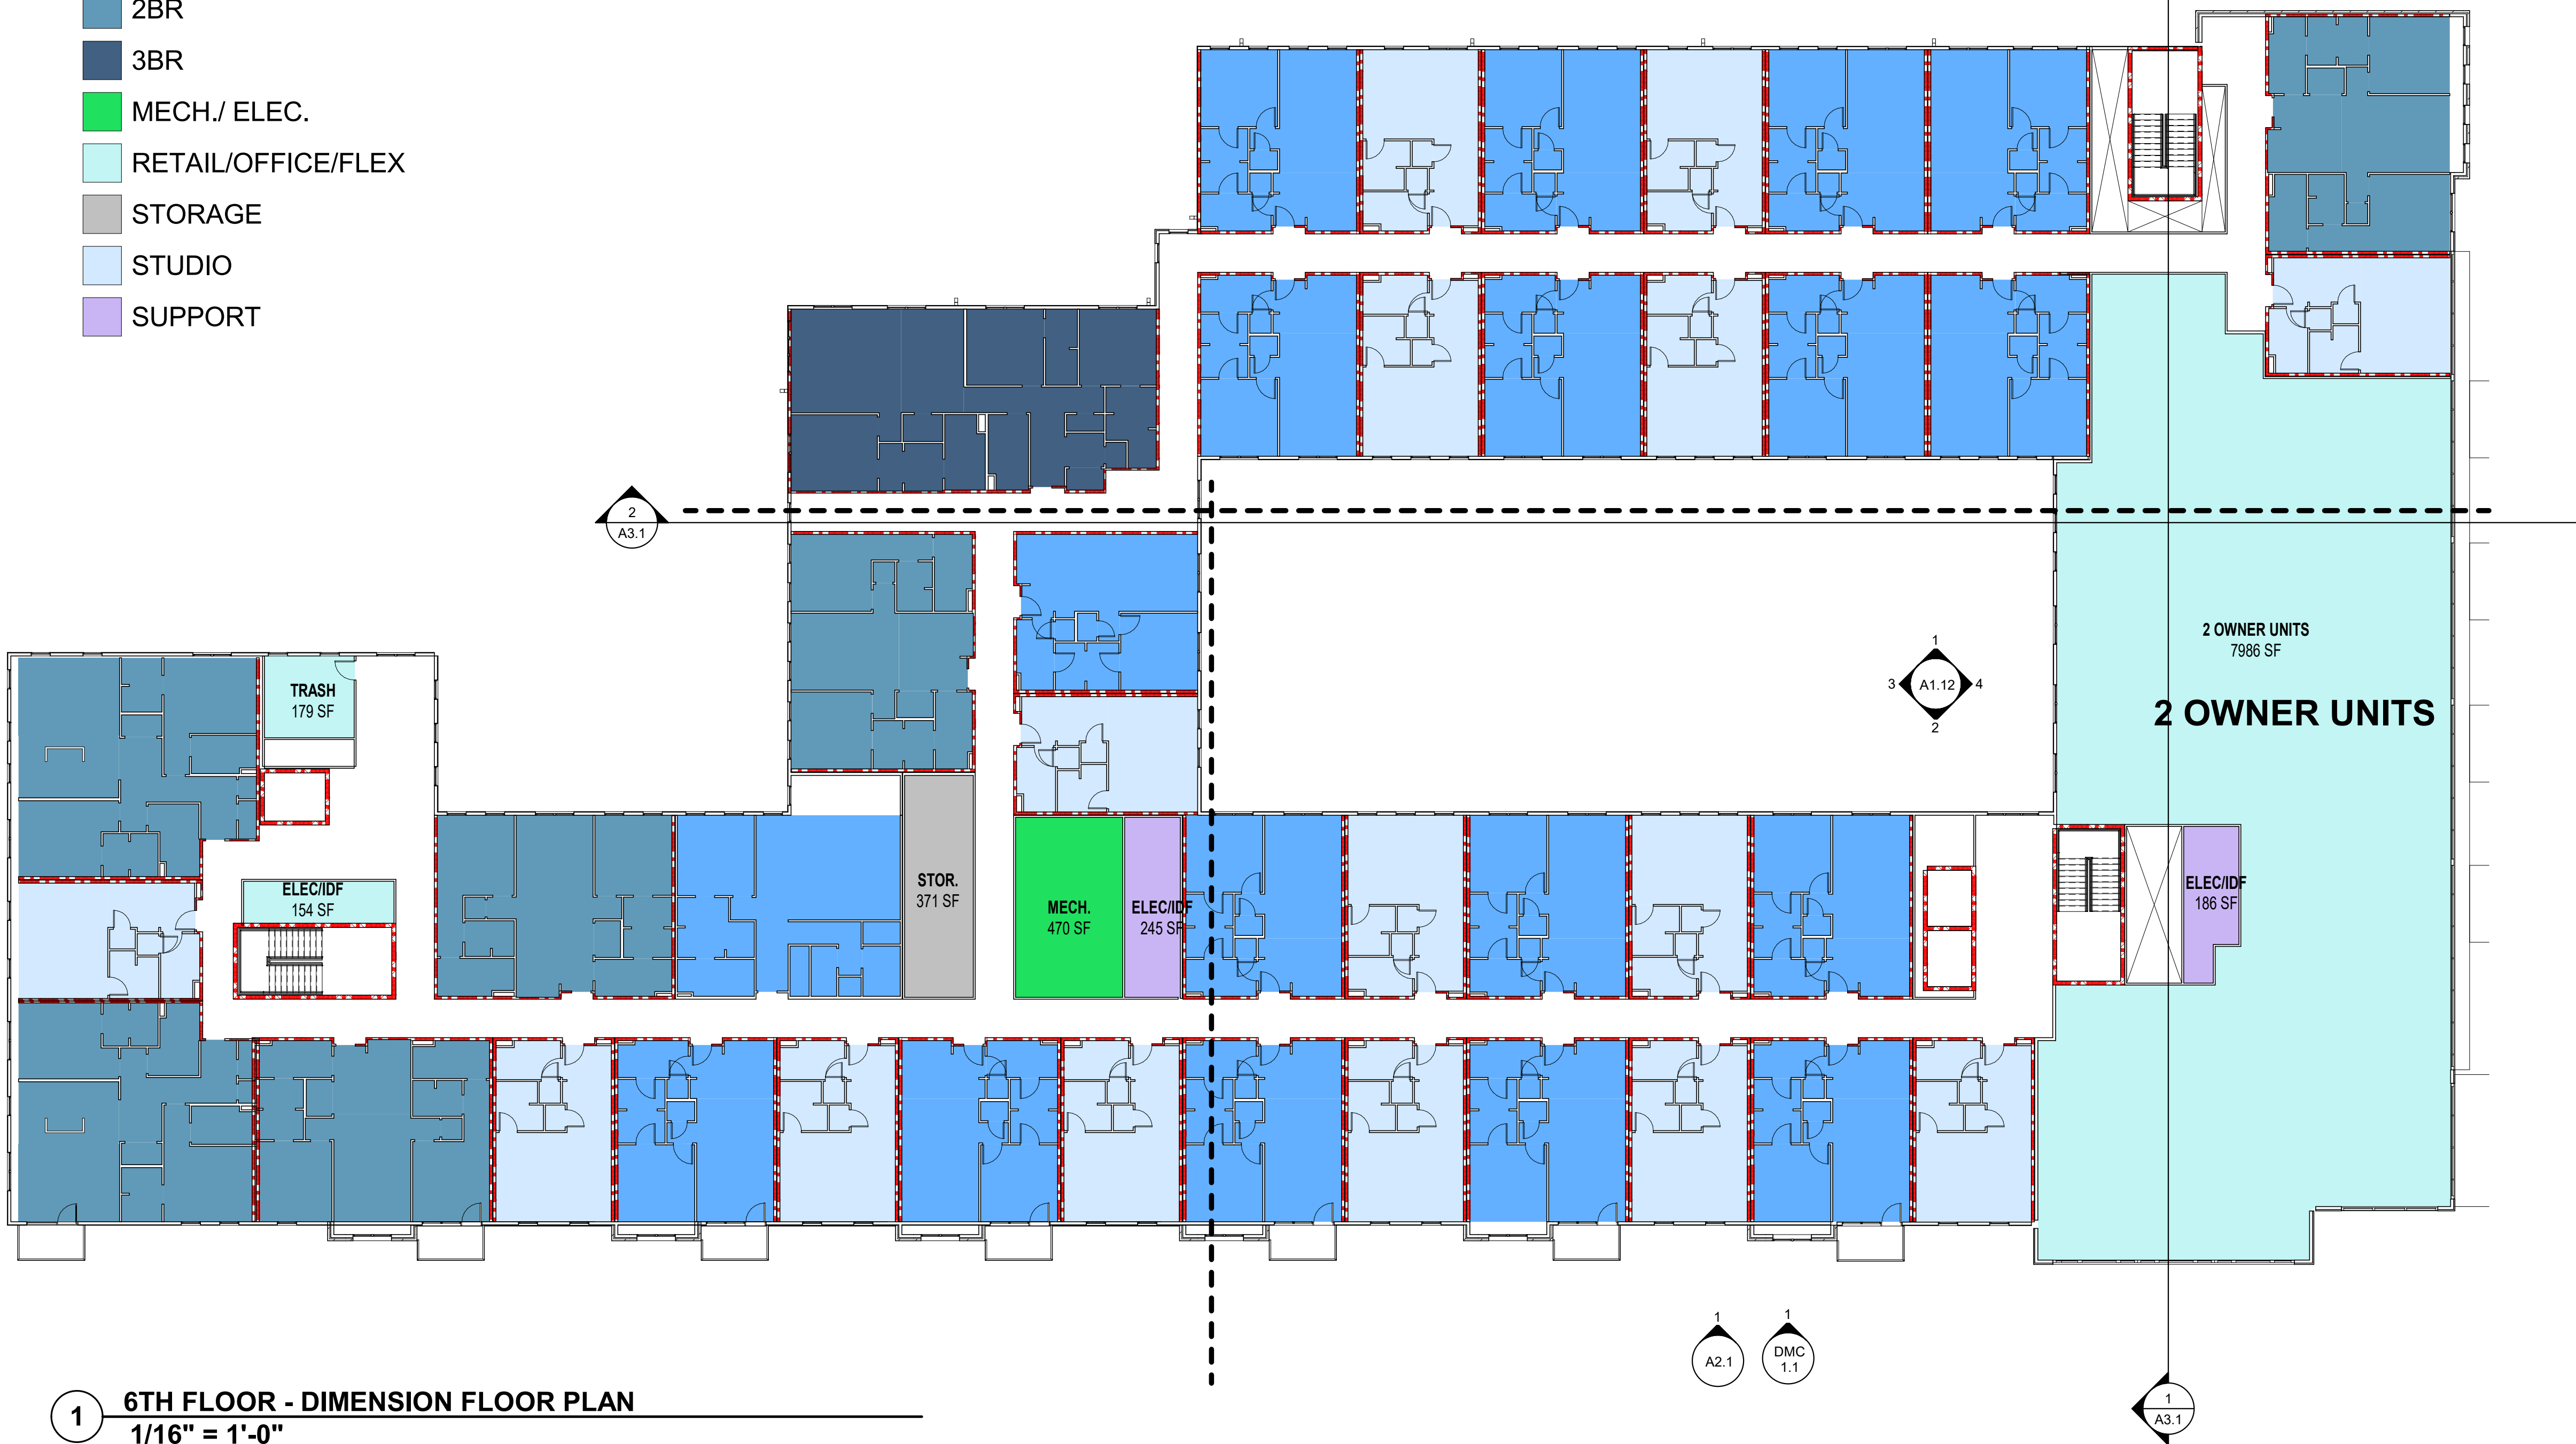 2BR
3BR
MECH./ ELEC.
RETAIL/OFFICE/FLEX
STORAGE
STUDIO
SUPPORT
2
A3.1
2 OWNER UNITS
7986 SF
1
3
A1.12
4
2
2 OWNER UNITS
TRASH
179 SF
ELEC/IDF
154 SF
STOR.
371 SF
MECH.
470 SF
ELEC/IDF
245 SF
ELEC/IDF
186 SF
1
A2.1
1
DMC
1.1
1
A3.1
1
6TH FLOOR - DIMENSION FLOOR PLAN
1/16" = 1'-0"